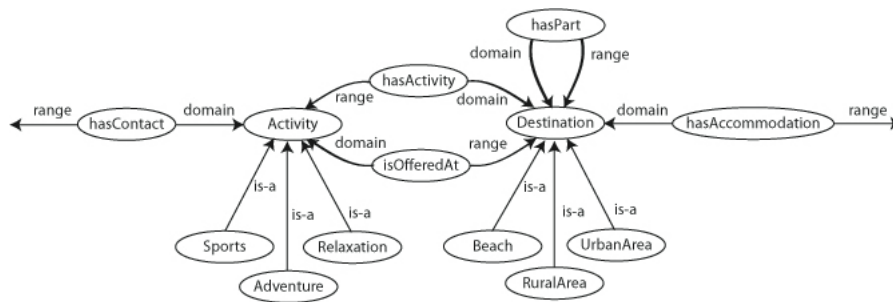 hasPart
domain
range
hasActivity
range
domain
range
hasContact
domain
Activity
Destination
domain
hasAccommodation
range
domain
isOfferedAt
range
is-a
is-a
is-a
is-a
is-a
is-a
Sports
Relaxation
Adventure
Beach
UrbanArea
RuralArea